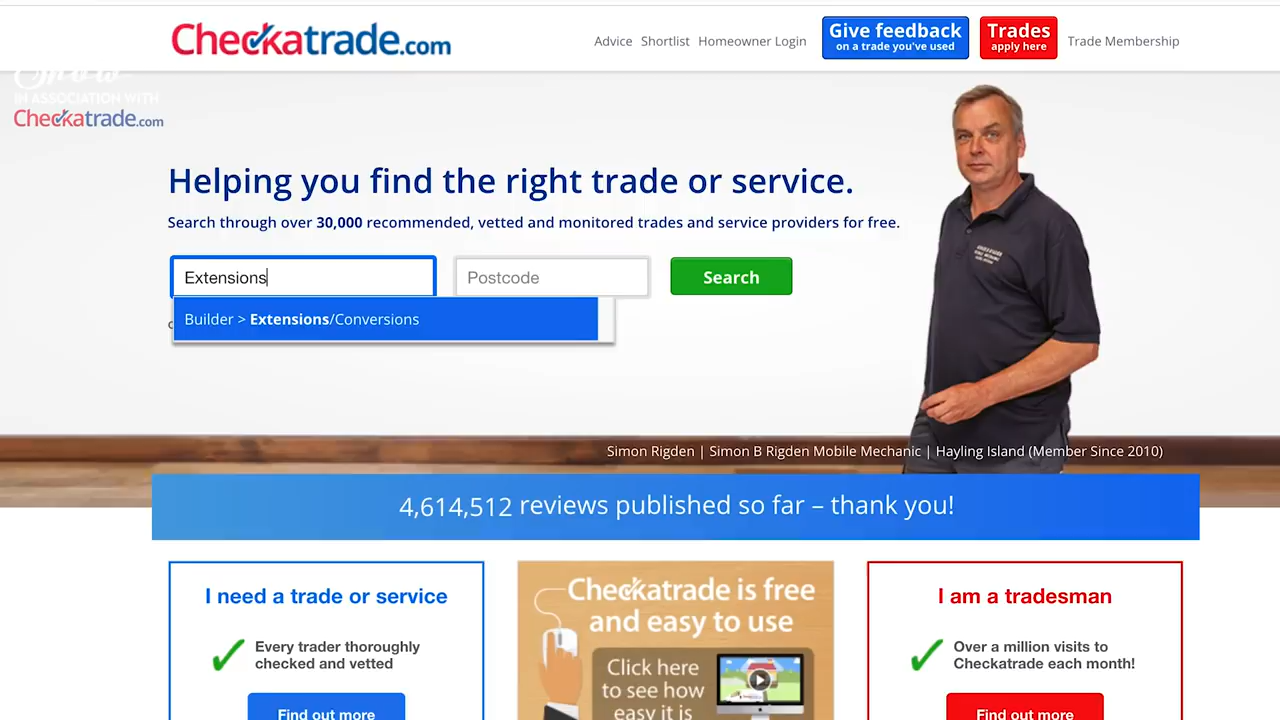 Checkatrade.com
Advice Shortlist Homeowner Login
Give feedback
on a trade you've used
Trades
apply here
Trade Membership
Show
IN ASSOCIATION WITH
Checkatrade.com
Helping you find the right trade or service.
Search through over 30,000 recommended, vetted and monitored trades and service providers for free.
Extensions
Postcode
Search
Builder > Extensions/Conversions
Simon Rigden | Simon B Rigden Mobile Mechanic | Hayling Island (Member Since 2010)
4,614,512 reviews published so far – thank you!
I need a trade or service
Every trader thoroughly
checked and vetted
Find out more
Checkatrade is free
and easy to use
Click here
to see how
easy it is
I am a tradesman
Over a million visits to
Checkatrade each month!
Find out more